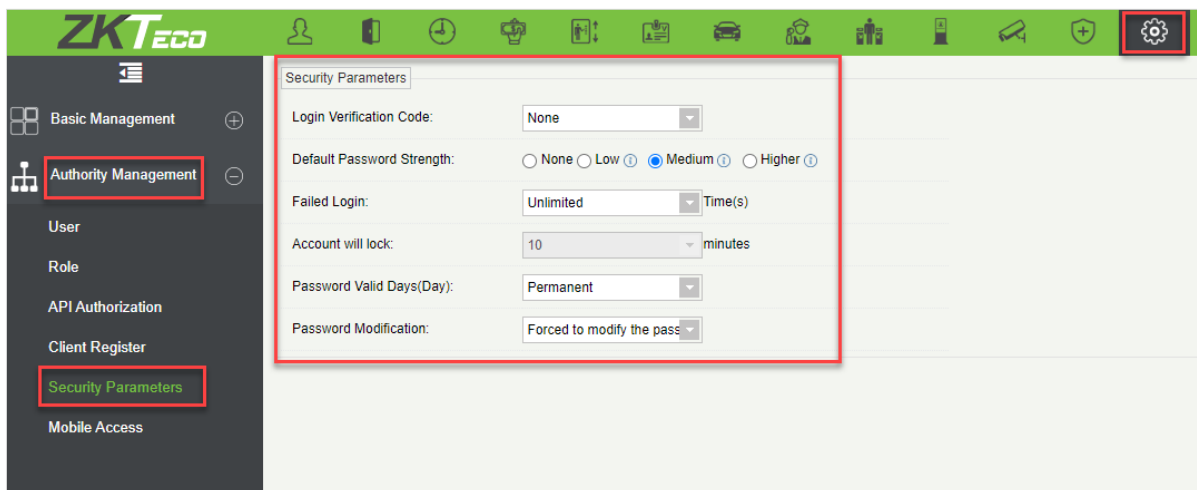 ZKTeco
Security Parameters
Basic Management
Login Verification Code: None
Default Password Strength: None Low Medium Higher
Authority Management
Failed Login: Unlimited Time(s)
User
Account will lock: 10 minutes
Role
Password Valid Days(Day): Permanent
API Authorization
Password Modification: Forced to modify the pass
Client Register
Security Parameters
Mobile Access